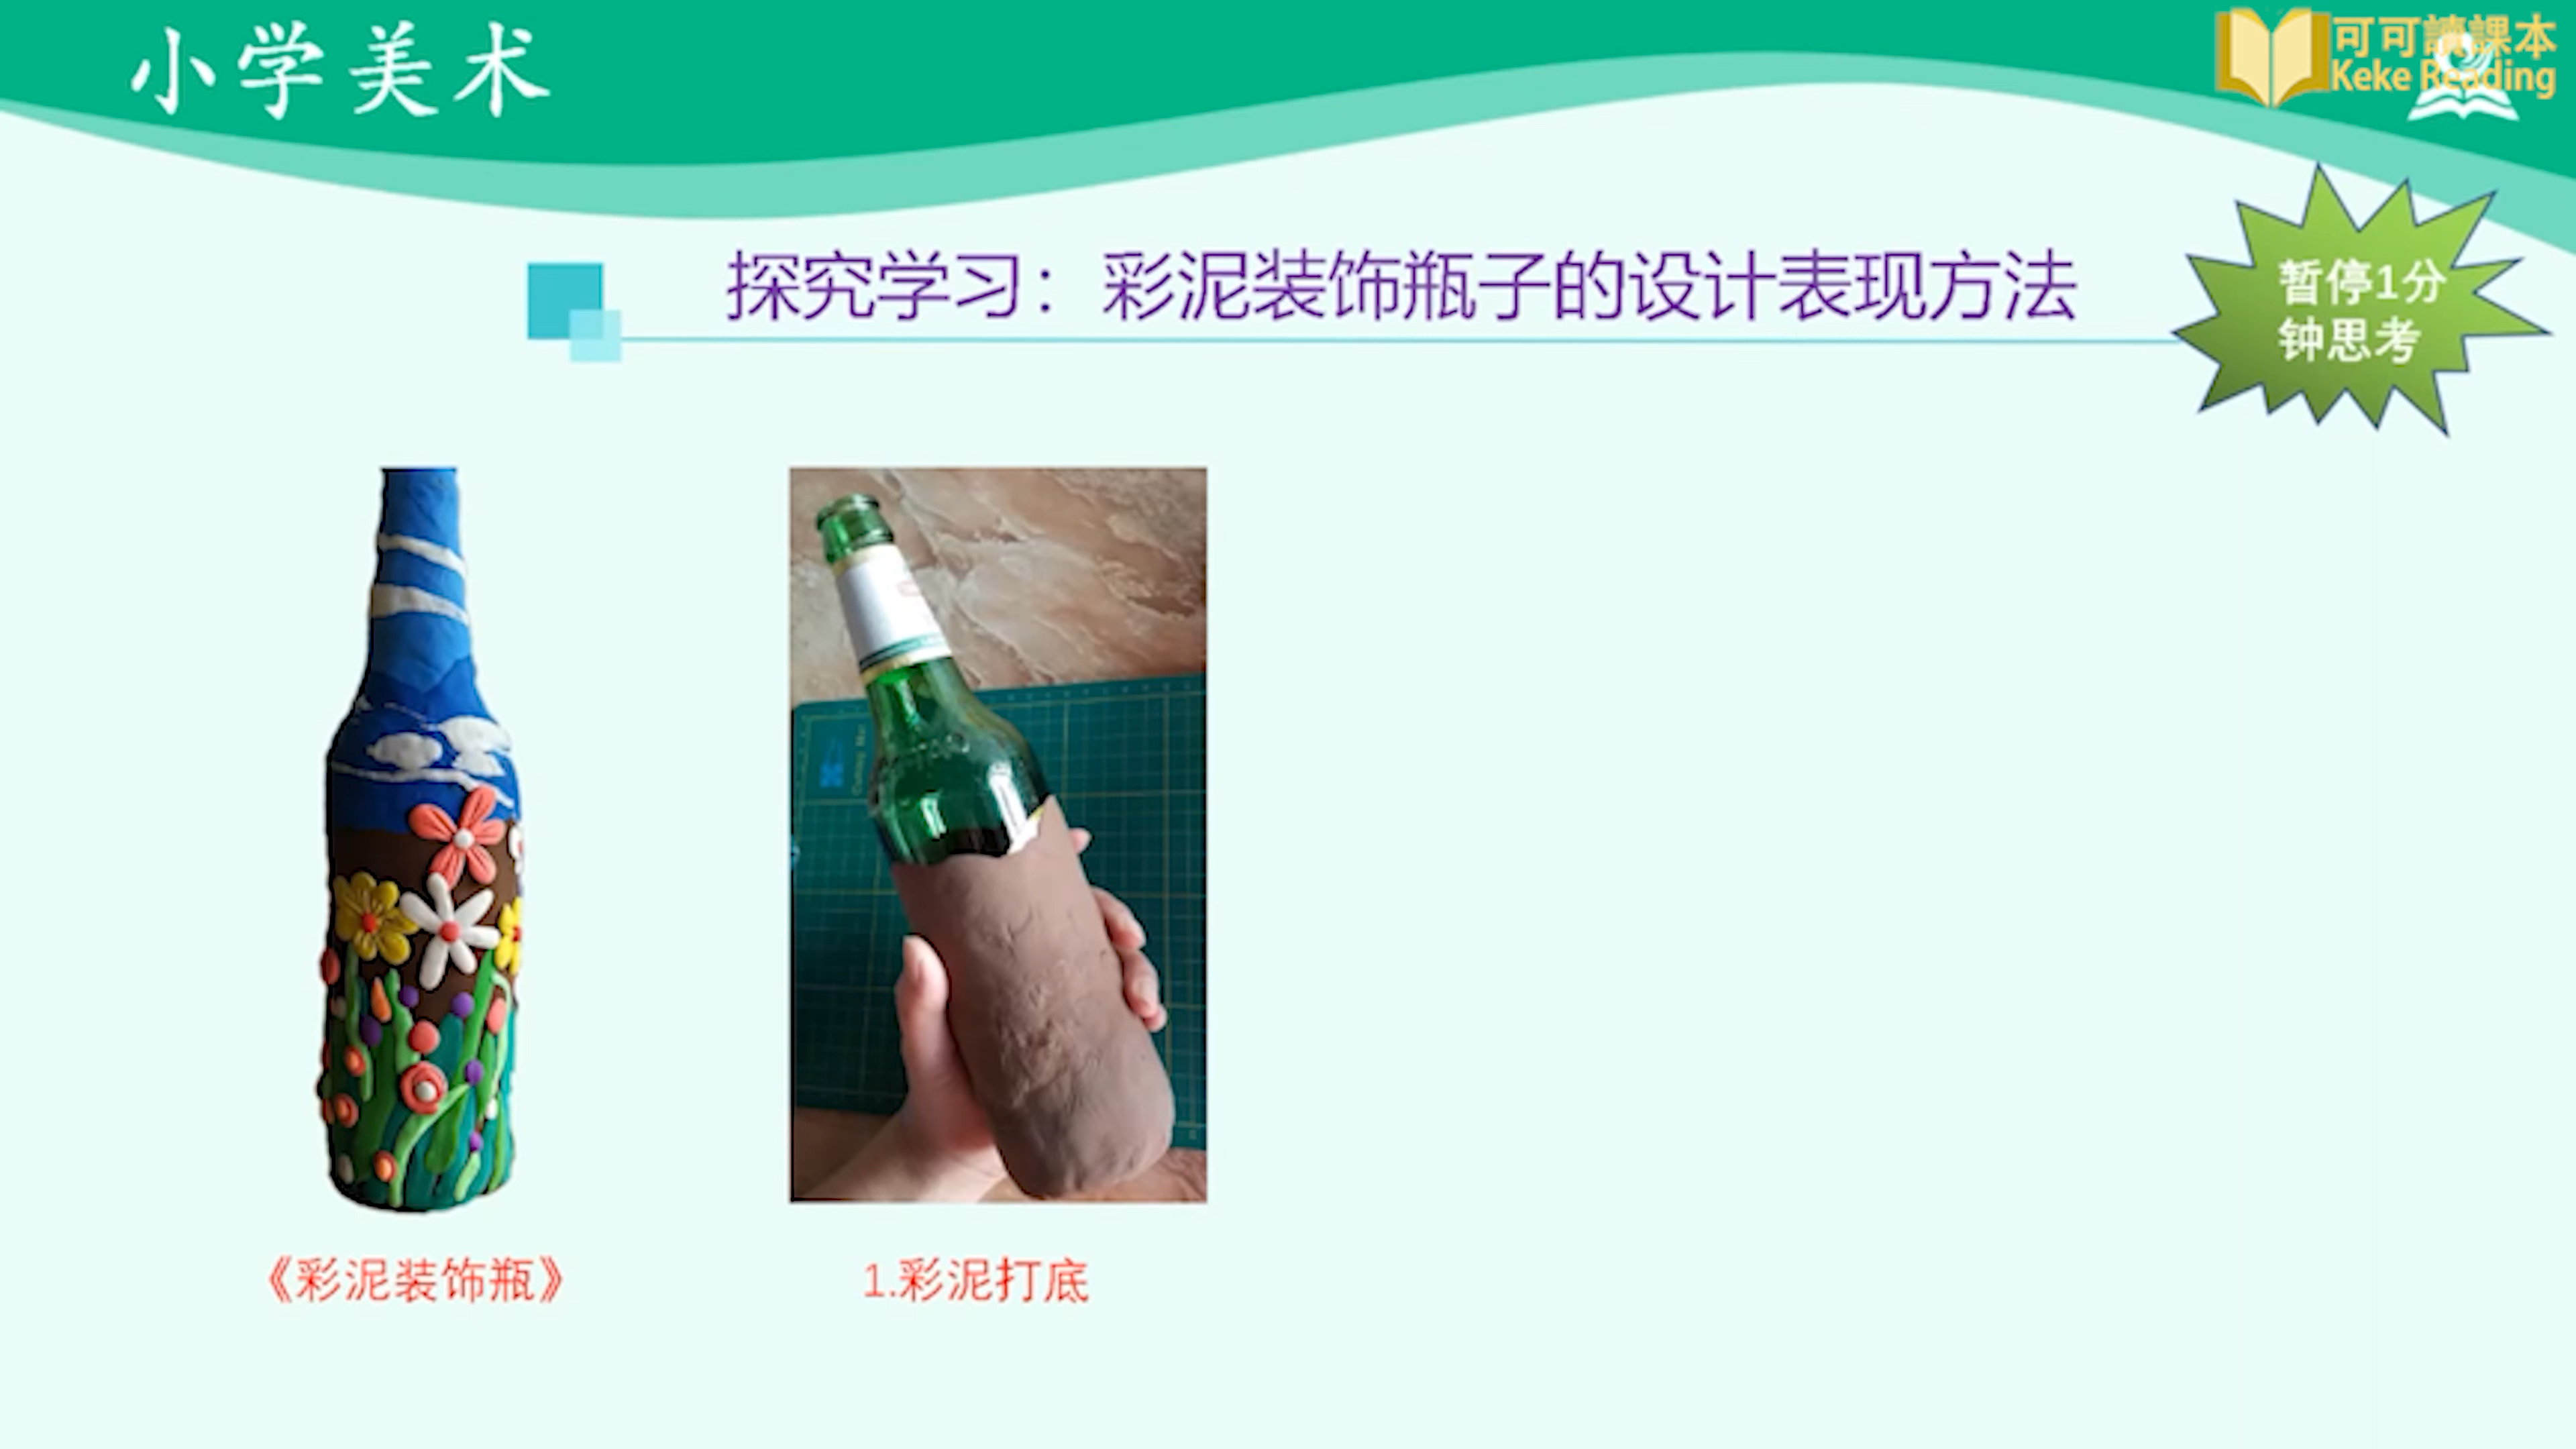 小学美术
可可讀課本
Keke Reading
探究学习：彩泥装饰瓶子的设计表现方法
暂停1分
钟思考
《彩泥装饰瓶》
1.彩泥打底